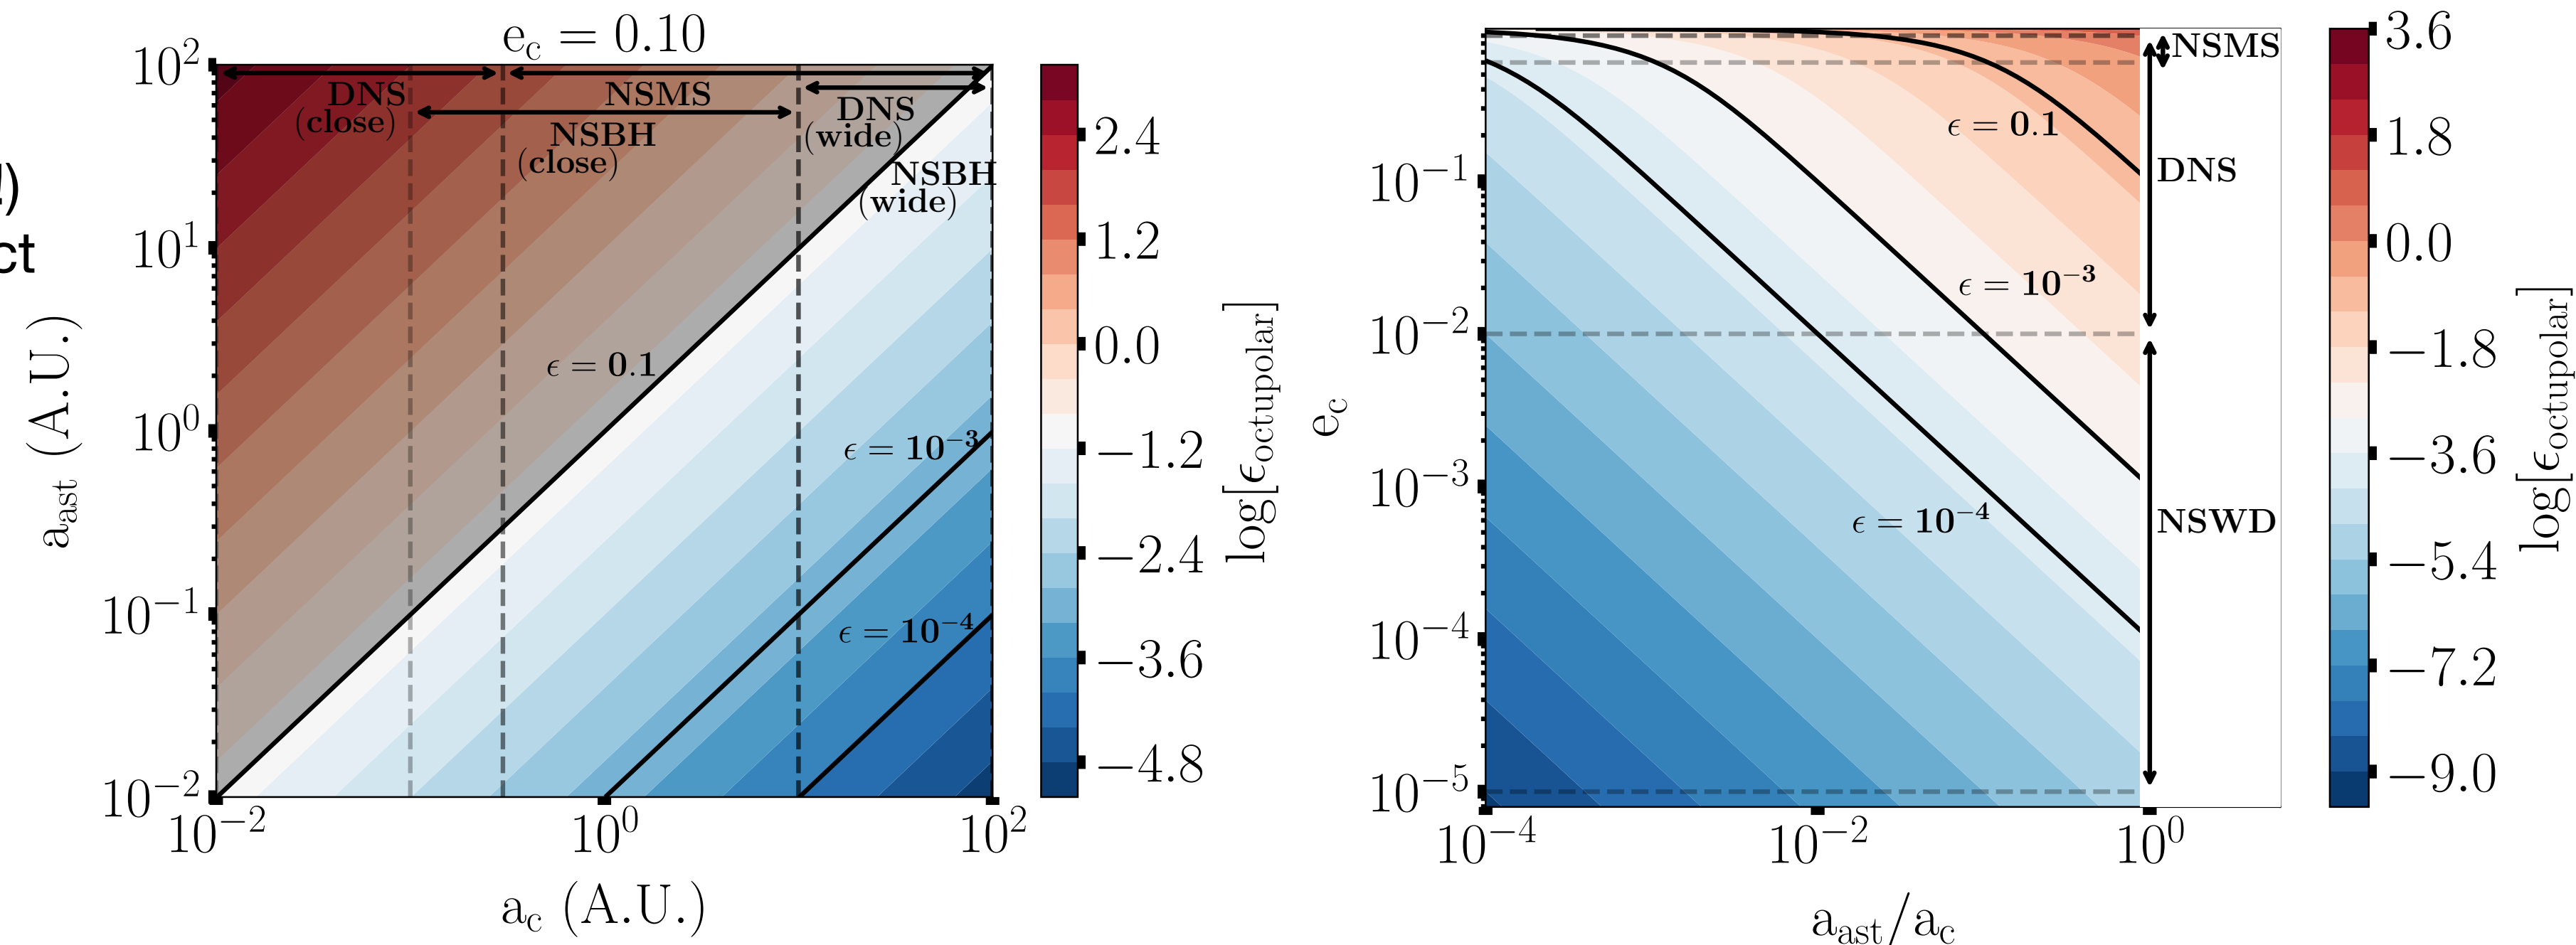 !)
ct
e_c = 0.10
10^2
10^1
10^0
10^-1
10^-2
a_ast (A.U.)
DNS
(close)
NSMS
NSBH
(close)
DNS
(wide)
NSBH
(wide)
ϵ = 0.1
ϵ = 10^-3
ϵ = 10^-4
10^-2
10^0
10^2
a_c (A.U.)
2.4
1.2
0.0
−1.2
−2.4
−3.6
−4.8
log[ϵ_octupolar]
e_c
10^-1
10^-2
10^-3
10^-4
10^-5
ϵ = 0.1
ϵ = 10^-3
ϵ = 10^-4
NSMS
DNS
NSWD
10^-4
10^-2
10^0
a_ast/a_c
3.6
1.8
0.0
−1.8
−3.6
−5.4
−7.2
−9.0
log[ϵ_octupolar]